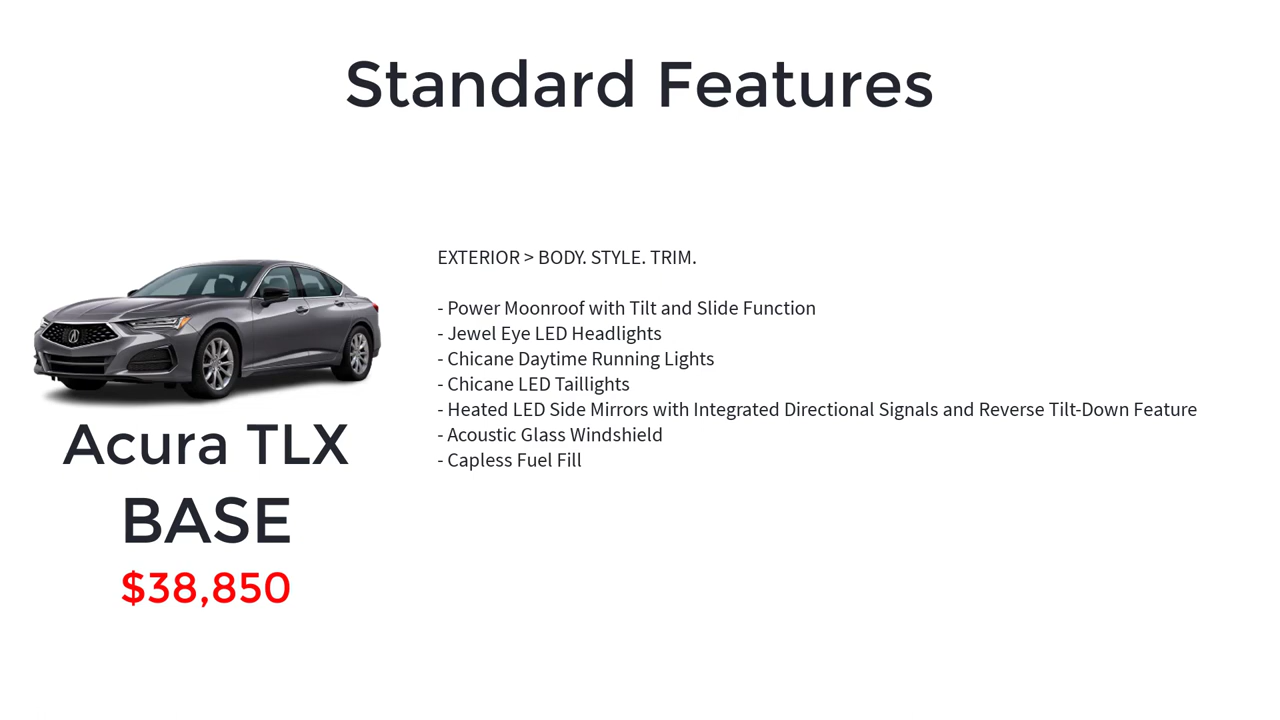 Standard Features
EXTERIOR > BODY. STYLE. TRIM.
- Power Moonroof with Tilt and Slide Function
- Jewel Eye LED Headlights
- Chicane Daytime Running Lights
- Chicane LED Taillights
- Heated LED Side Mirrors with Integrated Directional Signals and Reverse Tilt-Down Feature
- Acoustic Glass Windshield
- Capless Fuel Fill
Acura TLX
BASE
$38,850